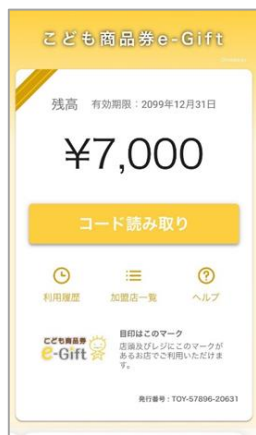 こども商品券e-Gift
残高 有効期限：2099年12月31日
¥7,000
コード読み取り
利用履歴 加盟店一覧 ヘルプ
こども商品券
e-Gift
目印はこのマーク
店頭及びレジにこのマークが
あるお店でご利用いただけま
す。
発行番号：TOY-57896-20631